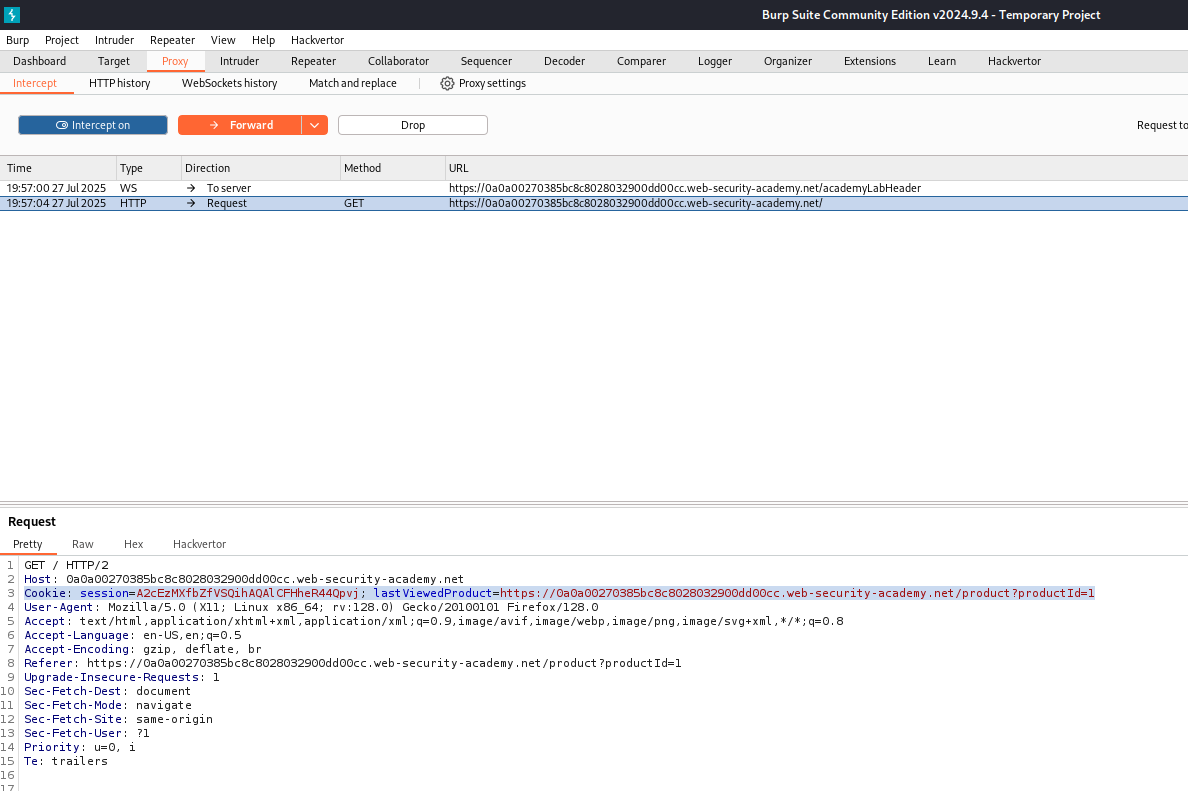 Burp Suite Community Edition v2024.9.4 - Temporary Project
Burp Project Intruder Repeater View Help Hackvertor
Dashboard Target Proxy Intruder Repeater Collaborator Sequencer Decoder Comparer Logger Organizer Extensions Learn Hackvertor
Intercept HTTP history WebSockets history Match and replace Proxy settings
Intercept on Forward Drop Request to
Time Type Direction Method URL
19:57:00 27 Jul 2025 WS → To server https://0a0a00270385bc8c8028032900dd00cc.web-security-academy.net/academyLabHeader
19:57:04 27 Jul 2025 HTTP → Request GET https://0a0a00270385bc8c8028032900dd00cc.web-security-academy.net/
Request
Pretty Raw Hex Hackvertor
1 GET / HTTP/2
2 Host: 0a0a00270385bc8c8028032900dd00cc.web-security-academy.net
3 Cookie: session=A2cEzMXfbZfVSQihAQAlCFHheR44Qpvj; lastViewedProduct=https://0a0a00270385bc8c8028032900dd00cc.web-security-academy.net/product?productId=1
4 User-Agent: Mozilla/5.0 (X11; Linux x86_64; rv:128.0) Gecko/20100101 Firefox/128.0
5 Accept: text/html,application/xhtml+xml,application/xml;q=0.9,image/avif,image/webp,image/png,image/svg+xml,*/*;q=0.8
6 Accept-Language: en-US,en;q=0.5
7 Accept-Encoding: gzip, deflate, br
8 Referer: https://0a0a00270385bc8c8028032900dd00cc.web-security-academy.net/product?productId=1
9 Upgrade-Insecure-Requests: 1
10 Sec-Fetch-Dest: document
11 Sec-Fetch-Mode: navigate
12 Sec-Fetch-Site: same-origin
13 Sec-Fetch-User: ?1
14 Priority: u=0, i
15 Te: trailers
16
17